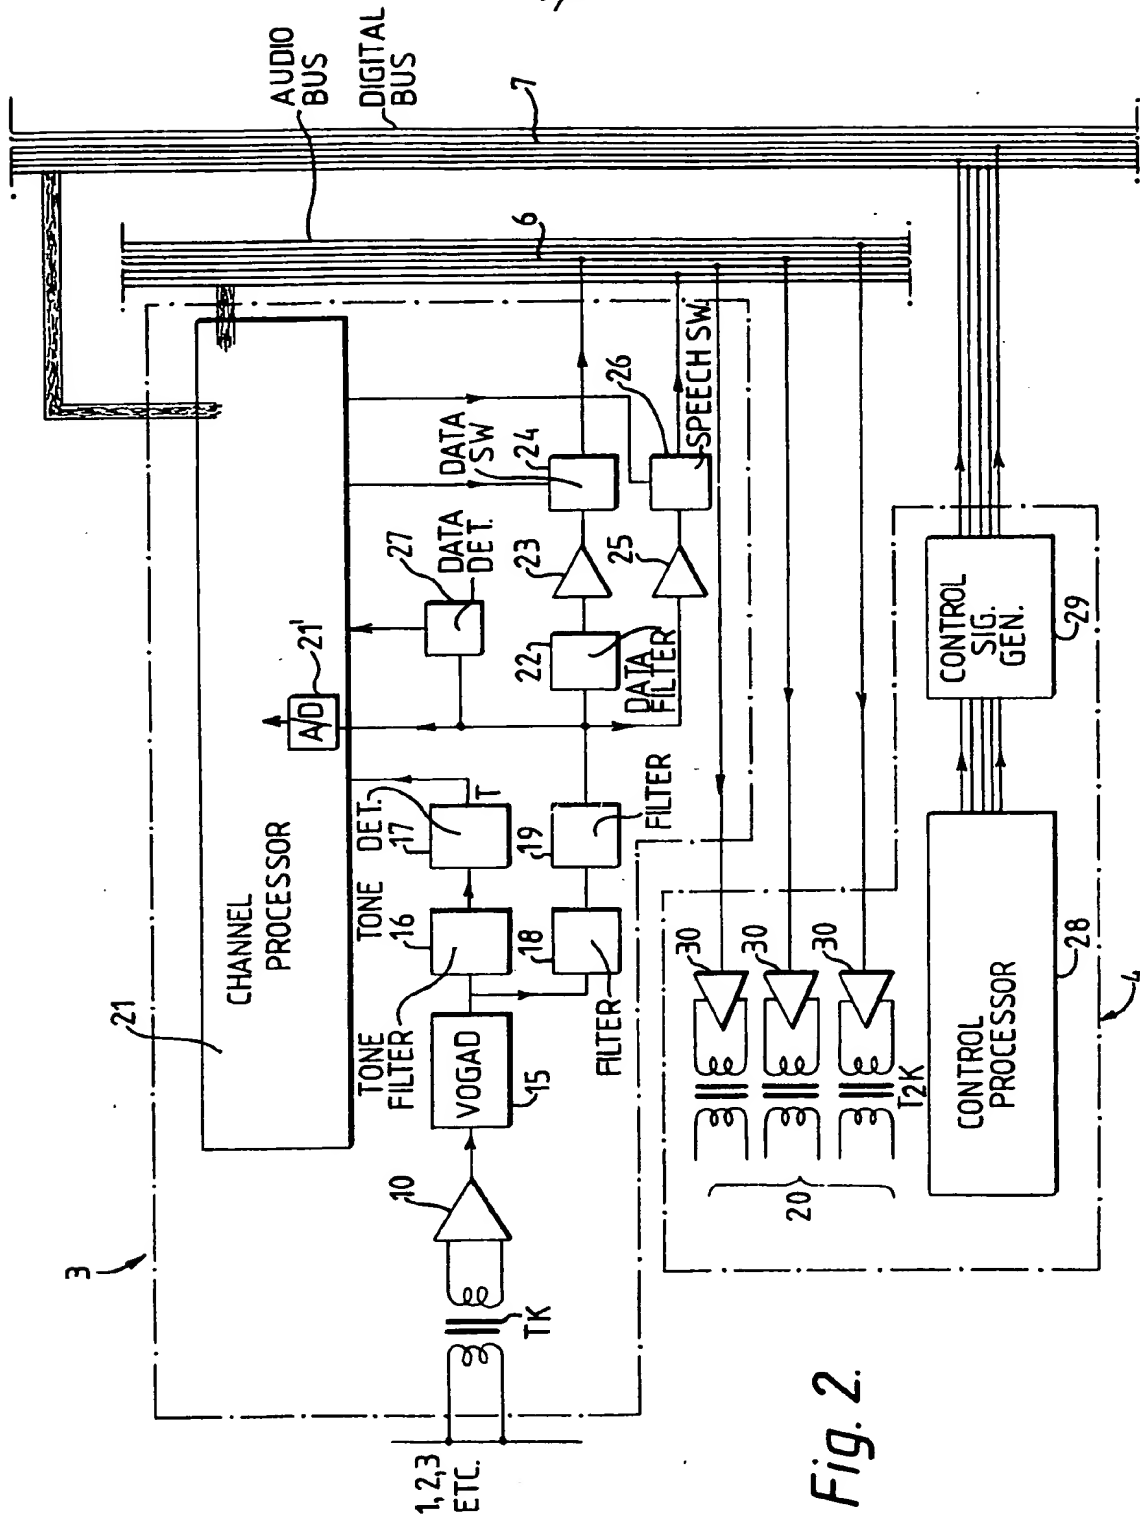 AUDIO
BUS
DIGITAL
BUS
7
6
3
21
CHANNEL
PROCESSOR
21'
A/D
27
DATA
DET.
DATA
SW
24
26
SPEECH SW.
23
25
22
DATA
FILTER
TONE DET.
17
T
19
FILTER
16
18
FILTER
TONE
FILTER
VOGAD
15
10
TK
1,2,3
ETC.
30
30
30
T2K
20
CONTROL
PROCESSOR
28
CONTROL
SIG.
GEN.
29
4
Fig. 2.